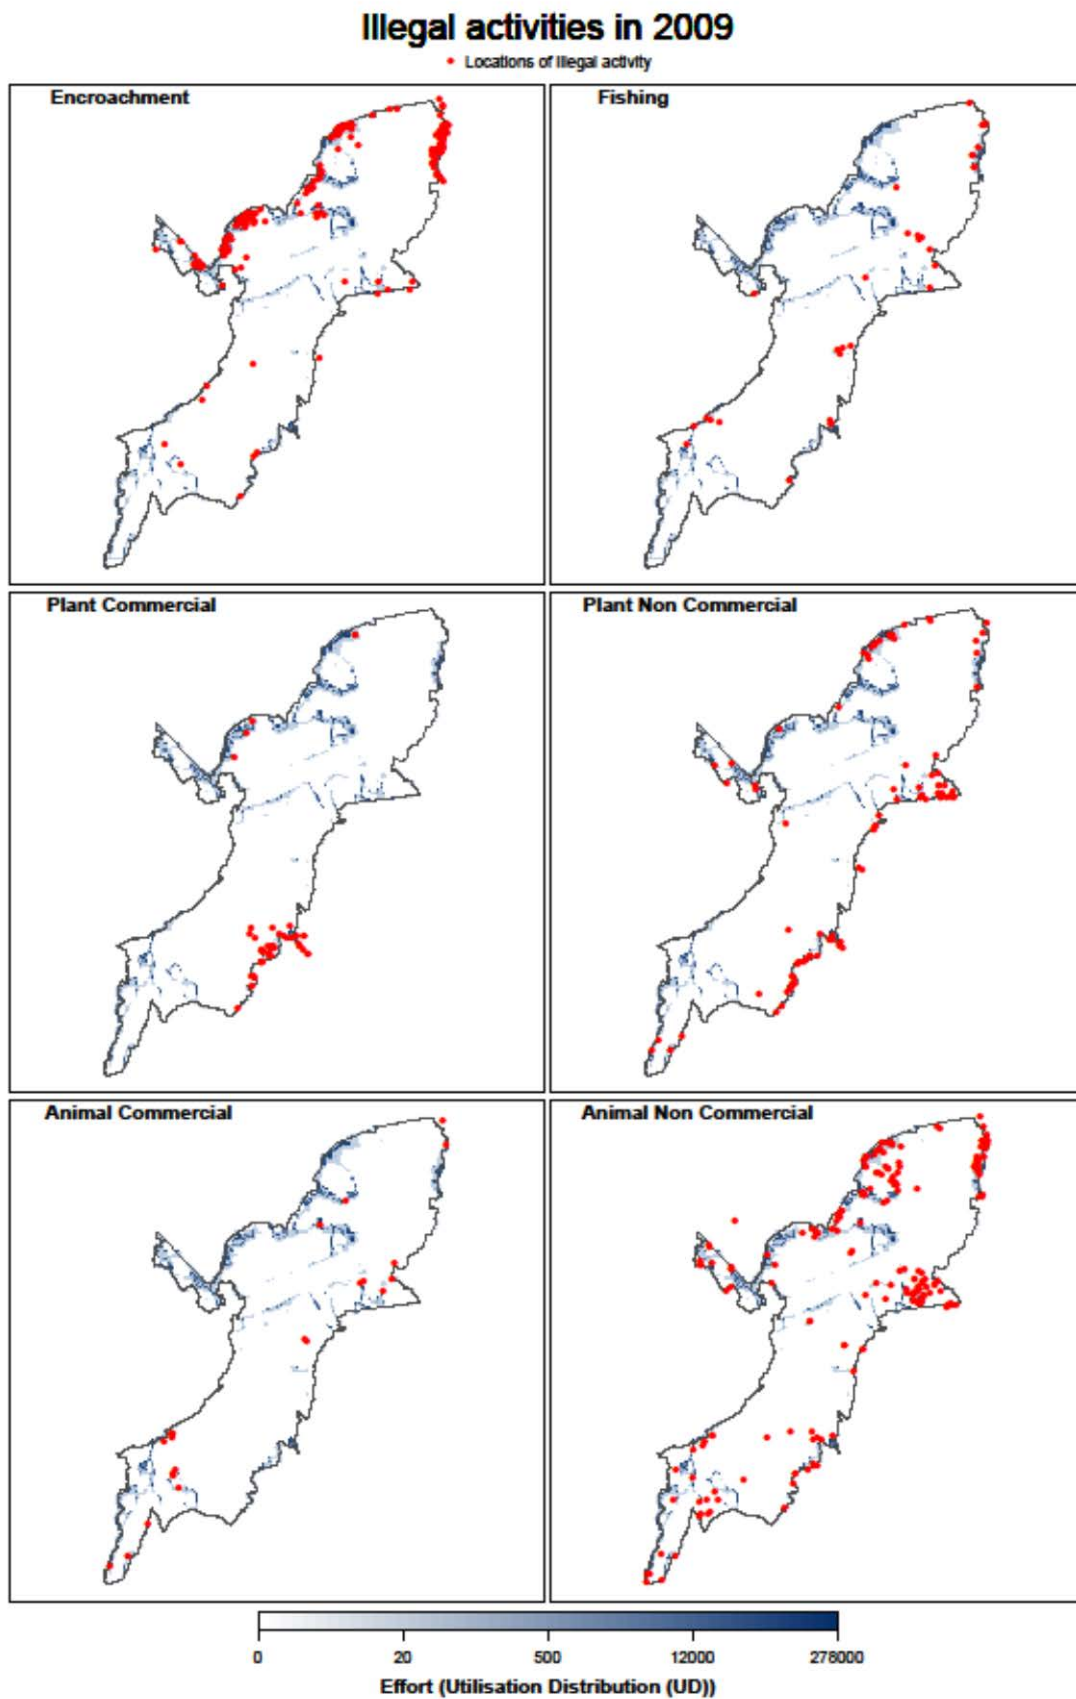 Illegal activities in 2009
Locations of illegal activity
Encroachment
Fishing
Plant Commercial
Plant Non Commercial
Animal Commercial
Animal Non Commercial
0 20 500 12000 278000
Effort (Utilisation Distribution (UD))